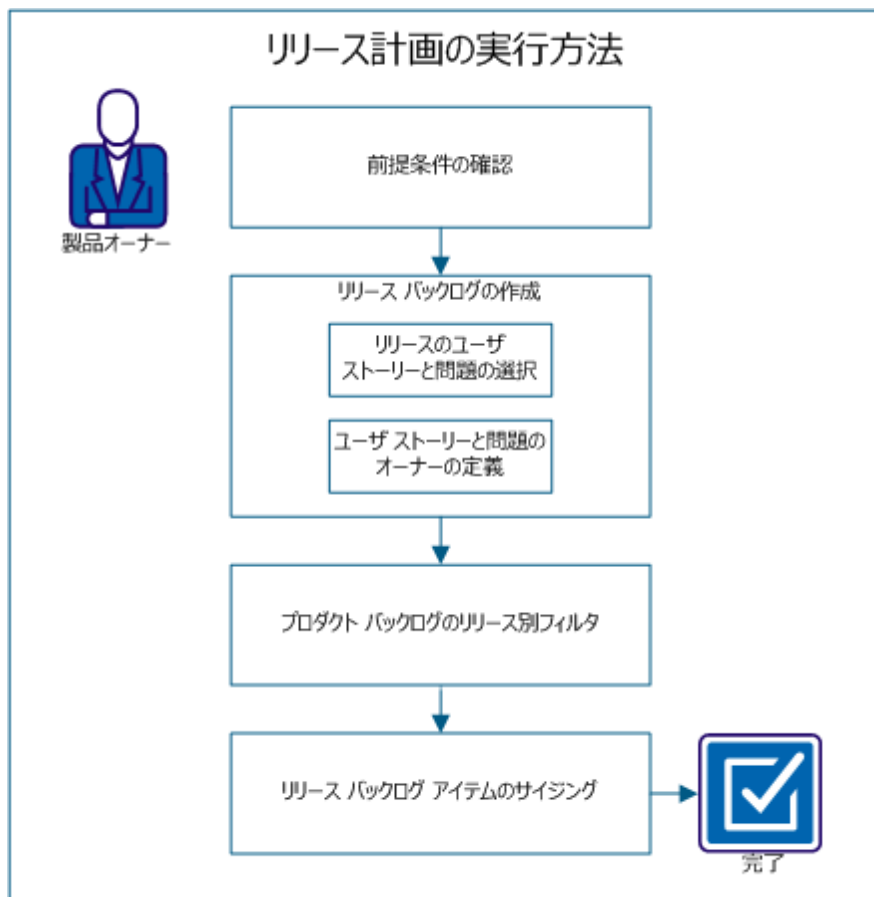 リリース計画の実行方法
製品オーナー
前提条件の確認
リリース バックログの作成
リリースのユーザ
ストーリーと問題の選択
ユーザ ストーリーと問題の
オーナーの定義
プロダクト バックログのリリース別フィルタ
リリース バックログ アイテムのサイジング
完了